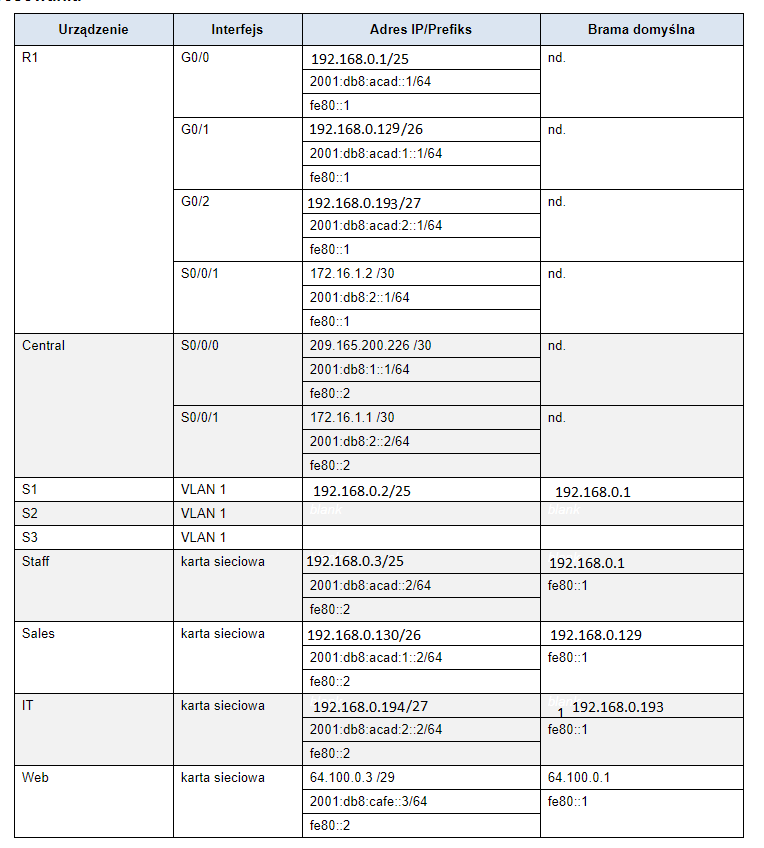 Urządzenie Interfejs Adres IP/Prefiks Brama domyślna
R1 G0/0 192.168.0.1/25 nd.
2001:db8:acad::1/64
fe80::1
G0/1 192.168.0.129/26 nd.
2001:db8:acad:1::1/64
fe80::1
G0/2 192.168.0.193/27 nd.
2001:db8:acad:2::1/64
fe80::1
S0/0/1 172.16.1.2 /30 nd.
2001:db8:2::1/64
fe80::1
Central S0/0/0 209.165.200.226 /30 nd.
2001:db8:1::1/64
fe80::2
S0/0/1 172.16.1.1 /30 nd.
2001:db8:2::2/64
fe80::2
S1 VLAN 1 192.168.0.2/25 192.168.0.1
S2 VLAN 1 blank blank
S3 VLAN 1
Staff karta sieciowa 192.168.0.3/25 192.168.0.1
2001:db8:acad::2/64 fe80::1
fe80::2
Sales karta sieciowa 192.168.0.130/26 192.168.0.129
2001:db8:acad:1::2/64 fe80::1
fe80::2
IT karta sieciowa 192.168.0.194/27 1 192.168.0.193
2001:db8:acad:2::2/64 fe80::1
fe80::2
Web karta sieciowa 64.100.0.3 /29 64.100.0.1
2001:db8:cafe::3/64 fe80::1
fe80::2